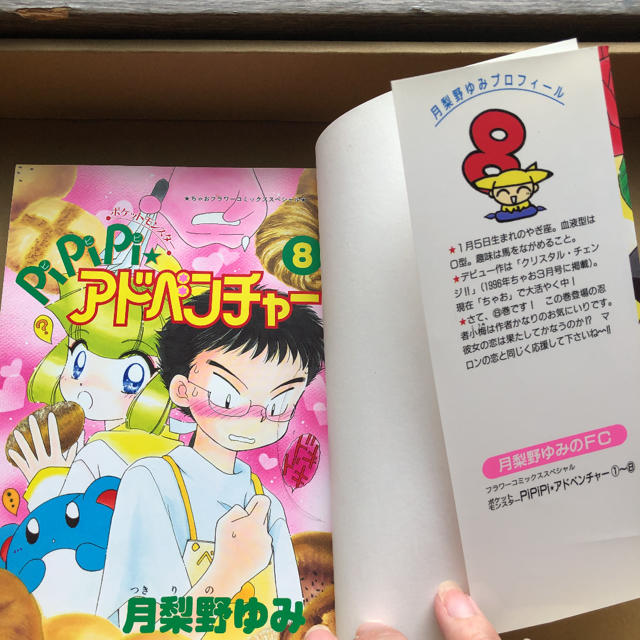 ★ちゃおフラワーコミックススペシャル★
ポケットモンスター
PiPiPi★
ピピピ
アドベンチャー
8
?
つきりの
月梨野ゆみ
月梨野ゆみプロフィール
8
★1月5日生まれのやぎ座。血液型は
O型。趣味は馬をながめること。
★デビュー作は「クリスタル・チェン
ジ!!」(1996年ちゃお3月号に掲載)。
現在「ちゃお」で大活やく中!
★さて、⑧巻です! この巻登場の忍
者小梅は作者かなりのお気にいりです。
彼女の恋は果たしてかなうのか!? マ
ロンの恋と同じく応援して下さいね〜!!
月梨野ゆみのFC
フラワーコミックススペシャル
ポケットモンスターPiPiPi★アドベンチャー①〜⑧